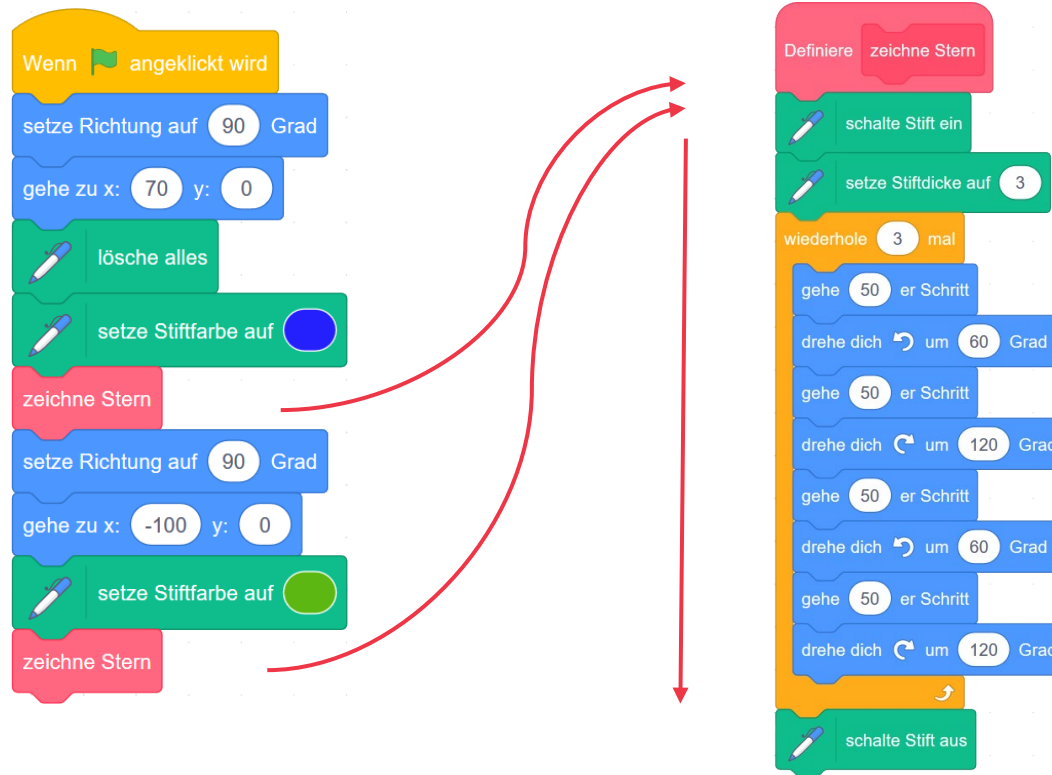 Wenn angeklickt wird
setze Richtung auf 90 Grad
gehe zu x: 70 y: 0
lösche alles
setze Stiftfarbe auf
zeichne Stern
setze Richtung auf 90 Grad
gehe zu x: -100 y: 0
setze Stiftfarbe auf
zeichne Stern
Definiere zeichne Stern
schalte Stift ein
setze Stiftdicke auf 3
wiederhole 3 mal
gehe 50 er Schritt
drehe dich um 60 Grad
gehe 50 er Schritt
drehe dich um 120 Grad
gehe 50 er Schritt
drehe dich um 60 Grad
gehe 50 er Schritt
drehe dich um 120 Grad
schalte Stift aus